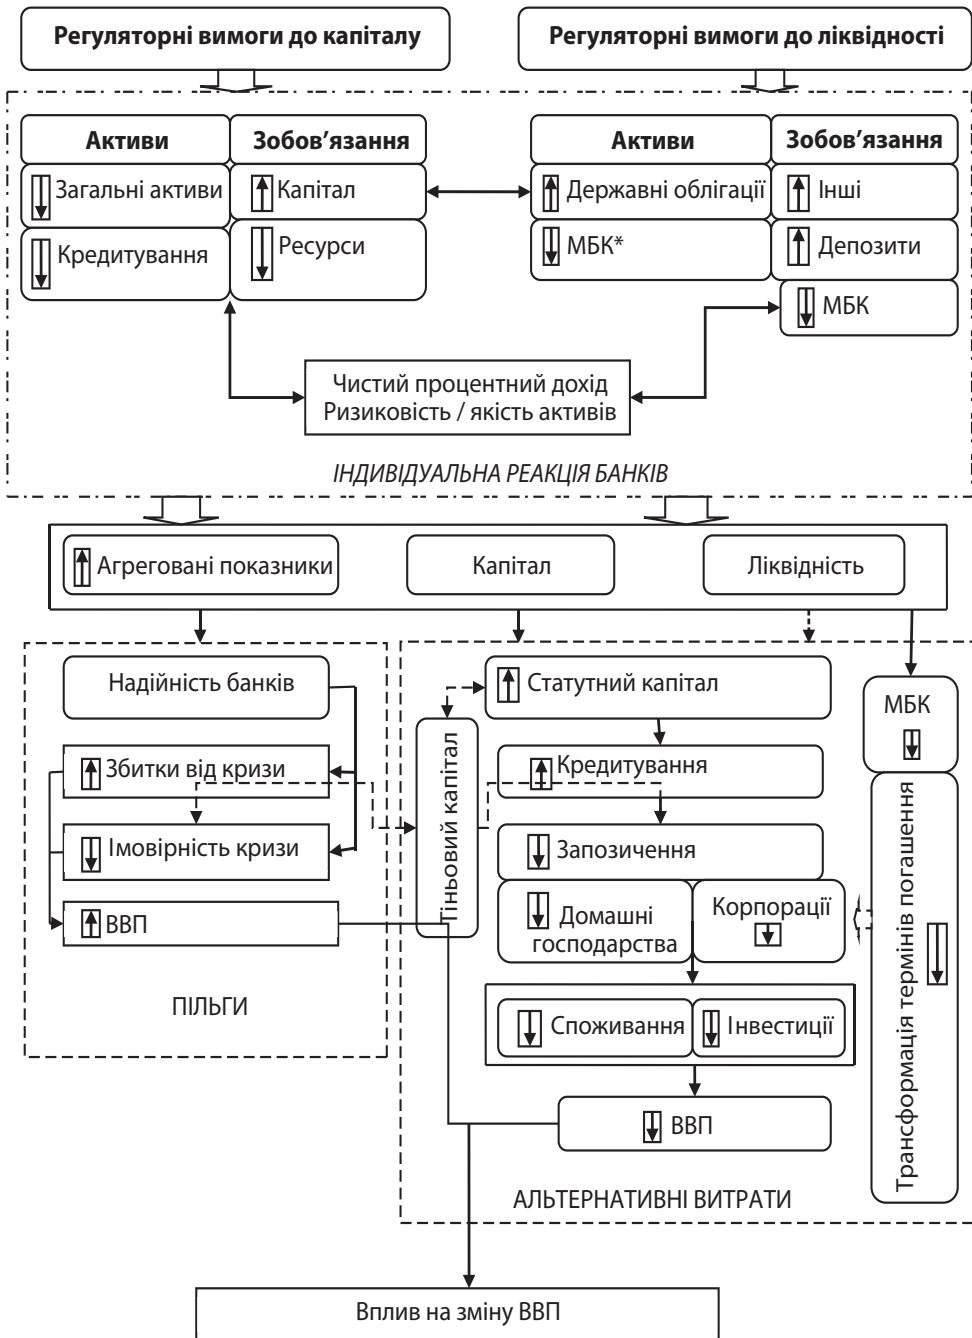 Регуляторні вимоги до капіталу
Регуляторні вимоги до ліквідності
Активи
Зобов’язання
Загальні активи
Капітал
Кредитування
Ресурси
Активи
Зобов’язання
Державні облігації
Інші
МБК*
Депозити
МБК
Чистий процентний дохід
Ризиковість / якість активів
ІНДИВІДУАЛЬНА РЕАКЦІЯ БАНКІВ
Агреговані показники
Капітал
Ліквідність
Надійність банків
Збитки від кризи
Імовірність кризи
ВВП
ПІЛЬГИ
Тіньовий капітал
Статутний капітал
Кредитування
Запозичення
Домашні
господарства
Корпорації
Споживання
Інвестиції
ВВП
МБК
Трансформація термінів погашення
АЛЬТЕРНАТИВНІ ВИТРАТИ
Вплив на зміну ВВП